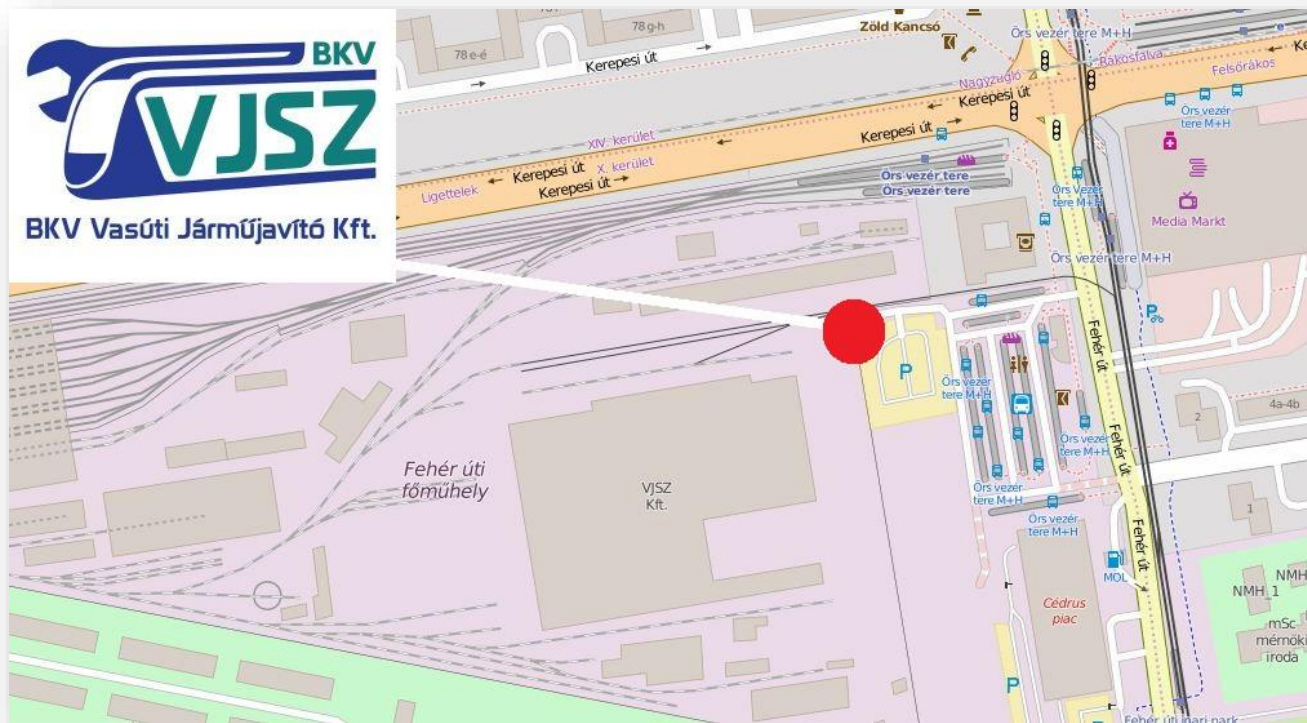 BKV
VJSZ
BKV Vasúti Járműjavító Kft.
78 e-é
78 g-h
Kerepesi út
Zöld Kancsó
Örs vezér tere M+H
Nagyzugló
Rákosfalva
Felsőrákos
Kerepesi út
Kerepesi út
Örs vezér
tere M+H
XIV. kerület
X. kerület
Kerepesi út
Kerepesi út
Ligettelek
Örs vezér tere
Örs vezér tere
Örs vezér
tere M+H
Media Markt
Örs vezér tere M+H
P
Fehér út
P
Örs vezér
tere M+H
2
4a-4b
Fehér út
Örs vezér
tere M+H
Fehér úti
főműhely
VJSZ
Kft.
Örs vezér
tere M+H
Örs vezér
tere M+H
1
Fehér út
MOL
NMH_1
NMH
Cédrus
piac
mSc
mérnöki
iroda
P
P
Fehér úti ipari park